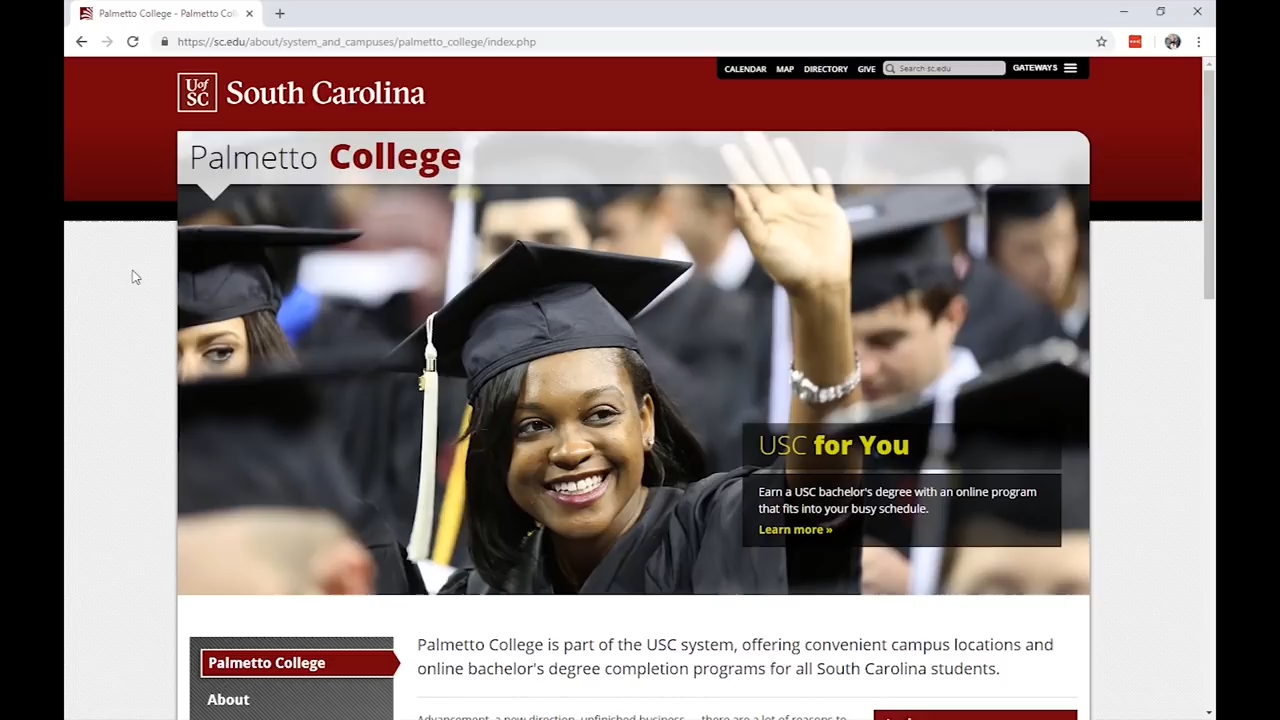 Palmetto College - Palmetto Coll
https://sc.edu/about/system_and_campuses/palmetto_college/index.php
CALENDAR MAP DIRECTORY GIVE Search sc.edu GATEWAYS
UofSC South Carolina
Palmetto College
USC for You
Earn a USC bachelor's degree with an online program
that fits into your busy schedule.
Learn more »
Palmetto College
About
Palmetto College is part of the USC system, offering convenient campus locations and
online bachelor's degree completion programs for all South Carolina students.
Advancement, a new direction, unfinished business — there are a lot of reasons to